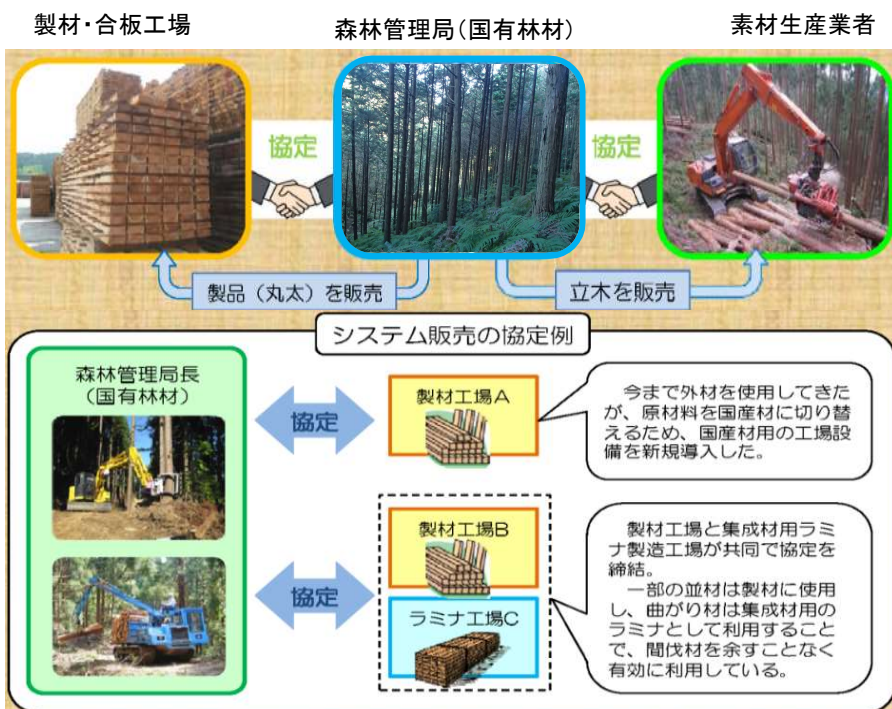 製材・合板工場
森林管理局（国有林材）
素材生産業者
協定
協定
製品（丸太）を販売
立木を販売
システム販売の協定例
森林管理局長
（国有林材）
協定
製材工場A
今まで外材を使用してきた
が、原材料を国産材に切り替
えるため、国産材用の工場設
備を新規導入した。
協定
製材工場B
ラミナ工場C
製材工場と集成材用ラミ
ナ製造工場が共同で協定を
締結。
一部の並材は製材に使用
し、曲がり材は集成材用の
ラミナとして利用すること
で、間伐材を余すことなく
有効に利用している。